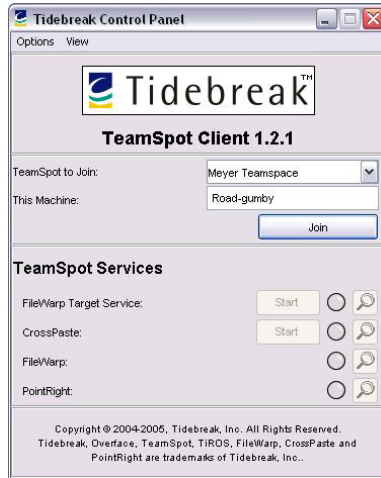 Tidebreak Control Panel
Options View
Tidebreak™
TeamSpot Client 1.2.1
TeamSpot to Join: Meyer Teamspace
This Machine: Road-gumby
Join
TeamSpot Services
FileWarp Target Service: Start
CrossPaste: Start
FileWarp:
PointRight:
Copyright © 2004-2005, Tidebreak, Inc. All Rights Reserved.
Tidebreak, Overface, TeamSpot, TiROS, FileWarp, CrossPaste and
PointRight are trademarks of Tidebreak, Inc..